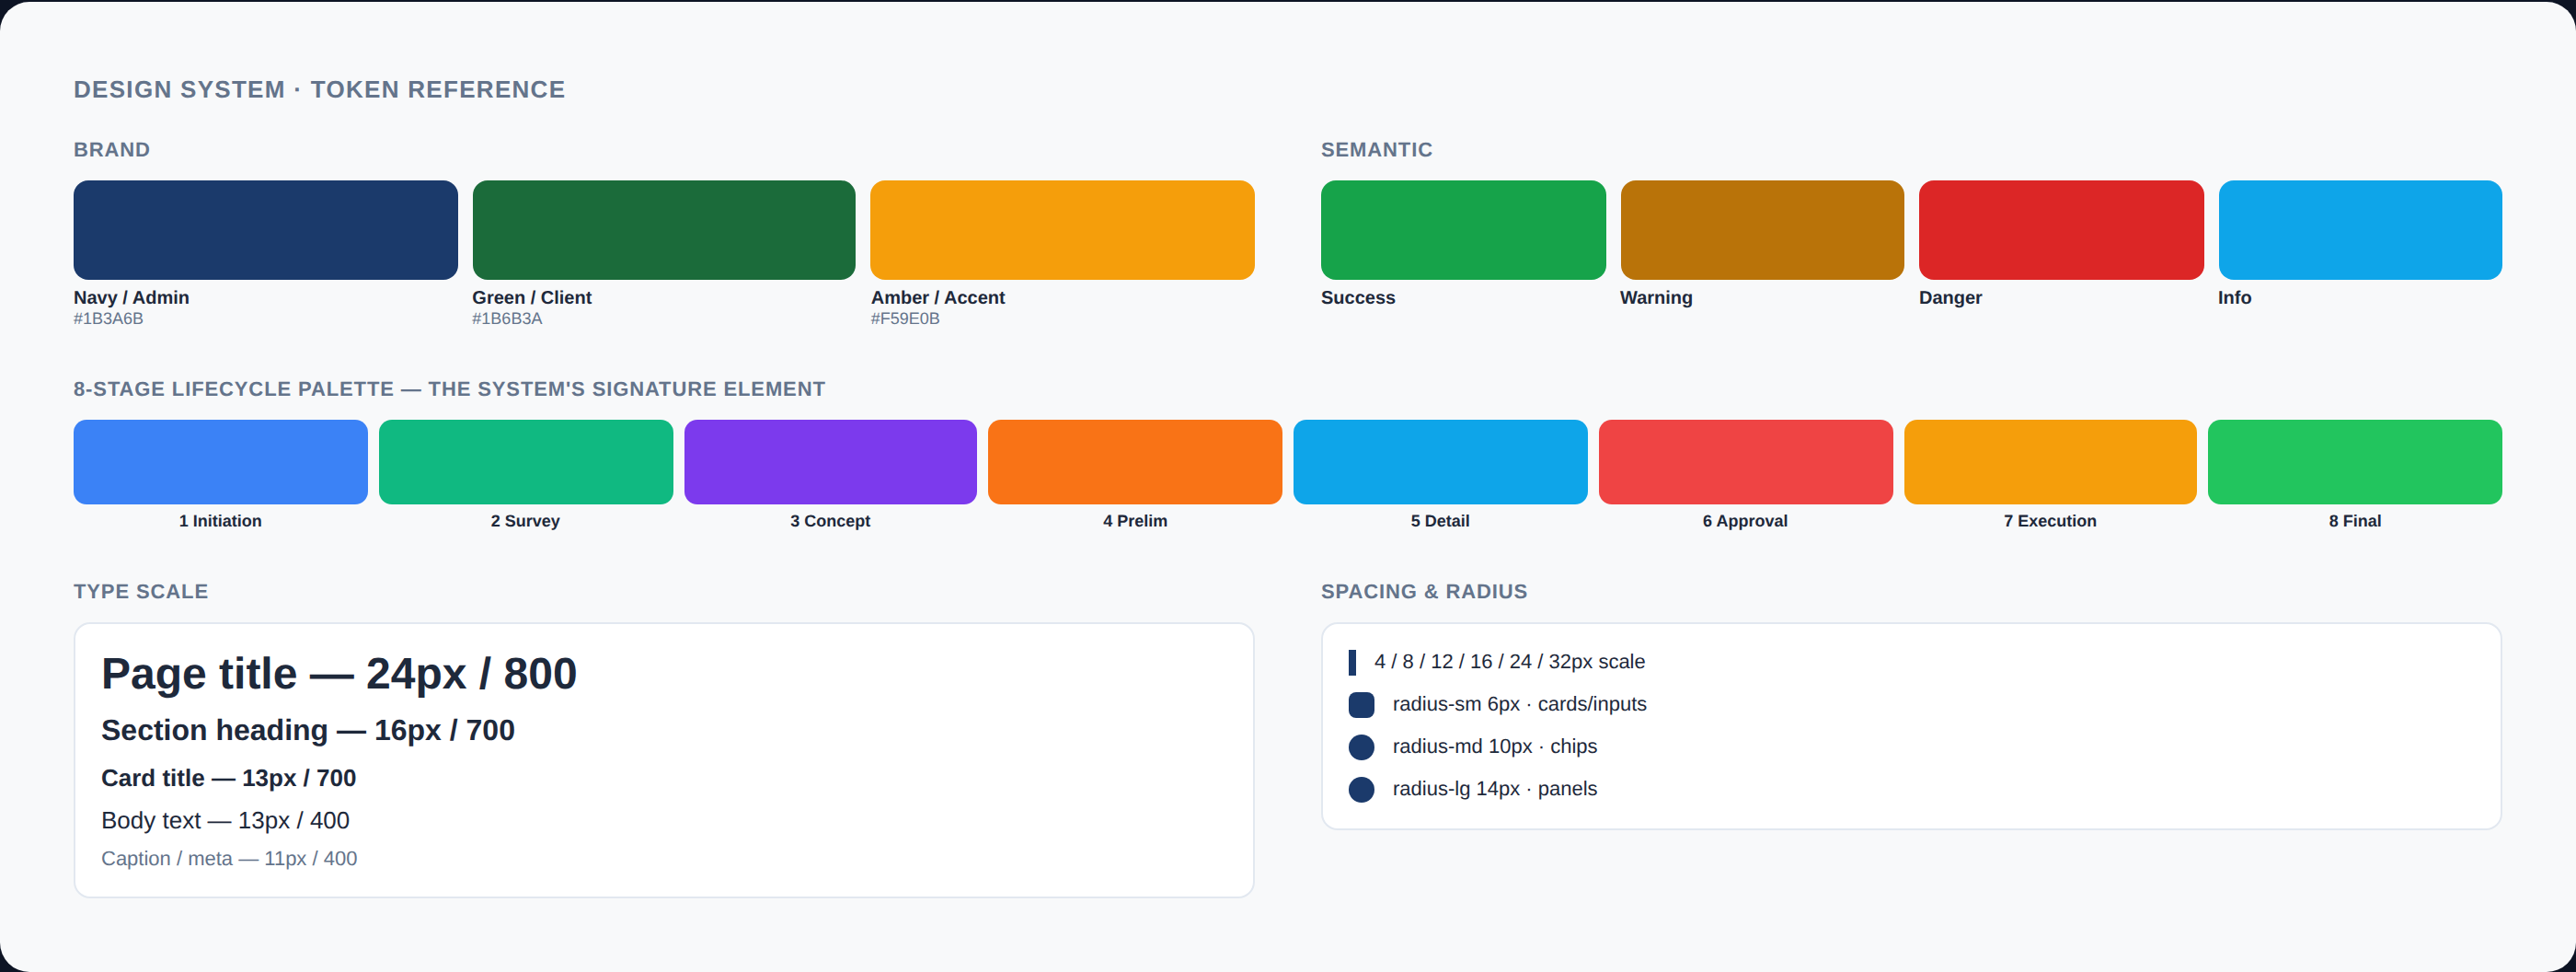 DESIGN SYSTEM · TOKEN REFERENCE
BRAND
Navy / Admin
#1B3A6B
Green / Client
#1B6B3A
Amber / Accent
#F59E0B
SEMANTIC
Success
Warning
Danger
Info
8-STAGE LIFECYCLE PALETTE — THE SYSTEM'S SIGNATURE ELEMENT
1 Initiation
2 Survey
3 Concept
4 Prelim
5 Detail
6 Approval
7 Execution
8 Final
TYPE SCALE
Page title — 24px / 800
Section heading — 16px / 700
Card title — 13px / 700
Body text — 13px / 400
Caption / meta — 11px / 400
SPACING & RADIUS
4 / 8 / 12 / 16 / 24 / 32px scale
radius-sm 6px · cards/inputs
radius-md 10px · chips
radius-lg 14px · panels